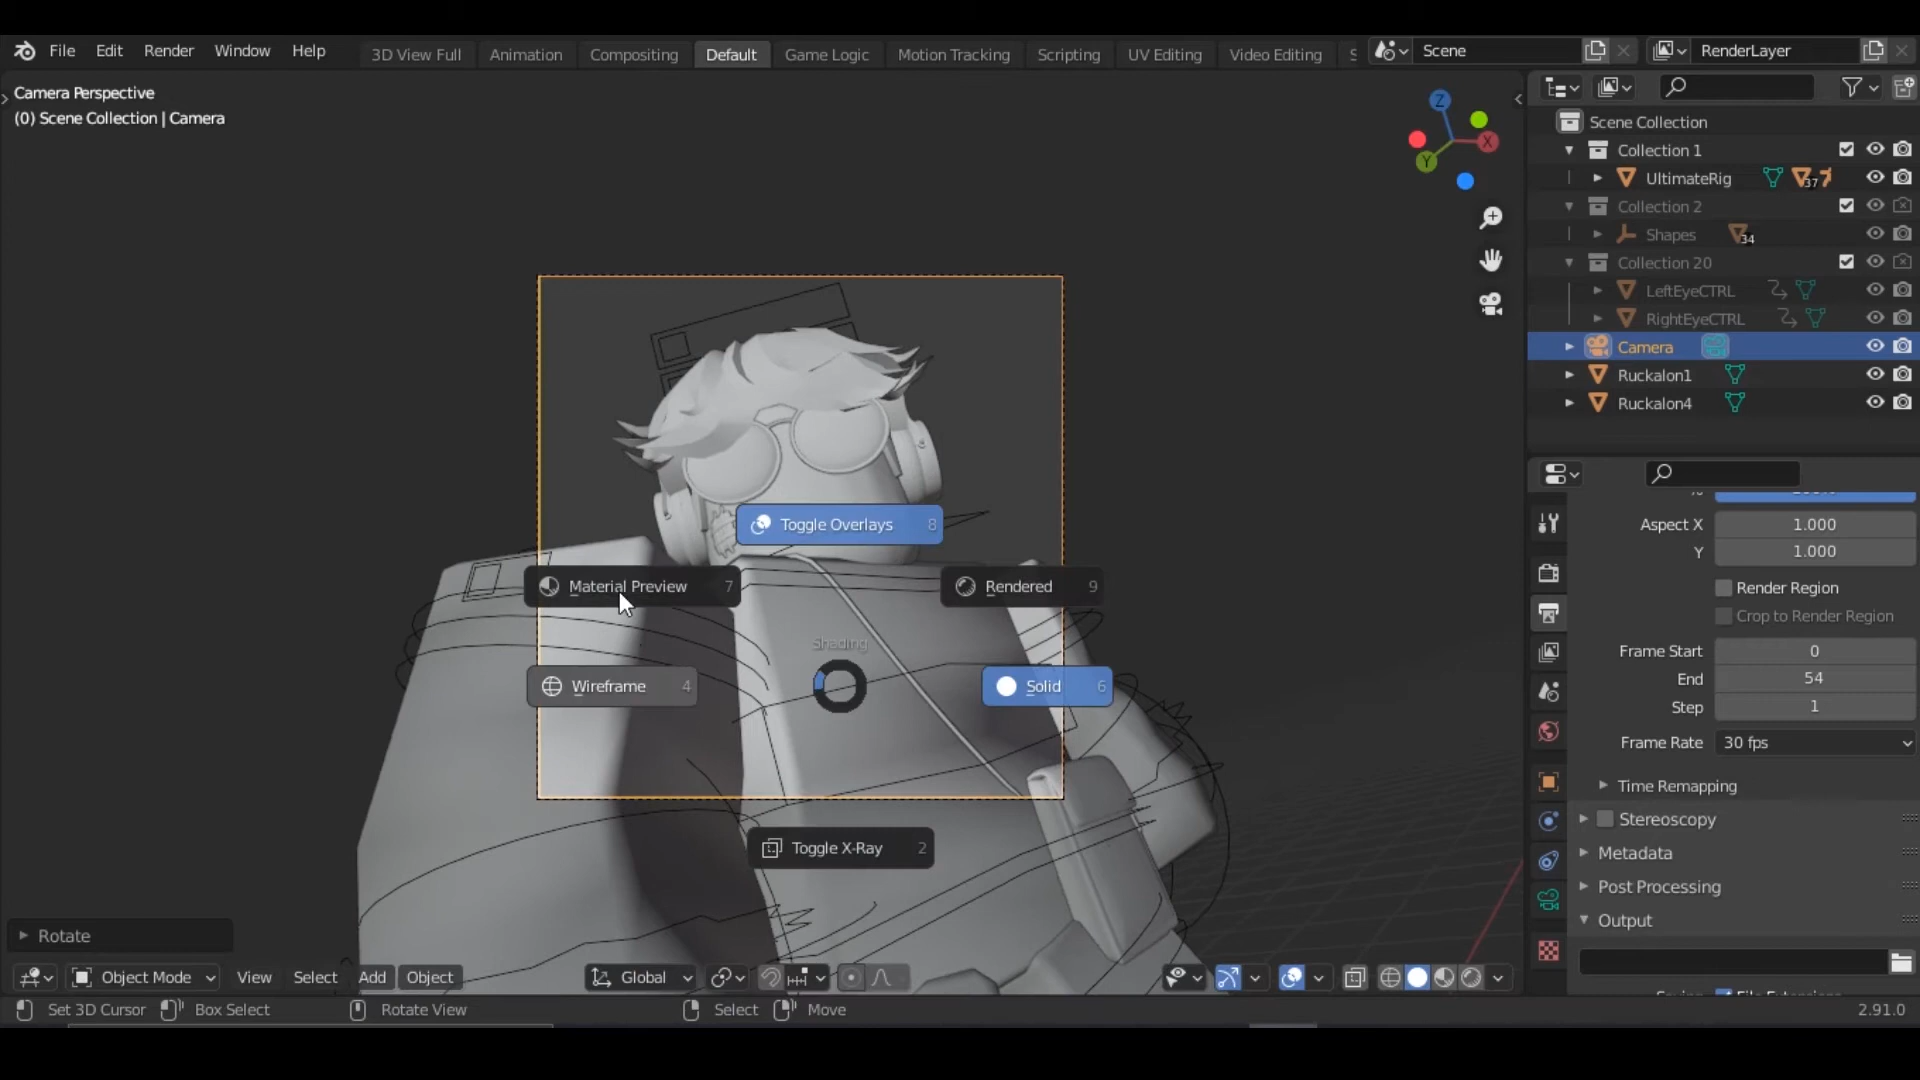 File Edit Render Window Help 3D View Full Animation Compositing Default Game Logic Motion Tracking Scripting UV Editing Video Editing S Scene RenderLayer
Camera Perspective
(0) Scene Collection | Camera
Z
X
Y
Scene Collection
Collection 1
UltimateRig 37
Collection 2
Shapes 34
Collection 20
LeftEyeCTRL
RightEyeCTRL
Camera
Ruckalon1
Ruckalon4
Toggle Overlays 8
Material Preview 7
Rendered 9
Shading
Wireframe 4
Solid 6
Toggle X-Ray 2
Aspect X 1.000
Y 1.000
Render Region
Crop to Render Region
Frame Start 0
End 54
Step 1
Frame Rate 30 fps
Time Remapping
Stereoscopy
Metadata
Post Processing
Output
Rotate
Object Mode View Select Add Object Global
Set 3D Cursor Box Select Rotate View Select Move 2.91.0